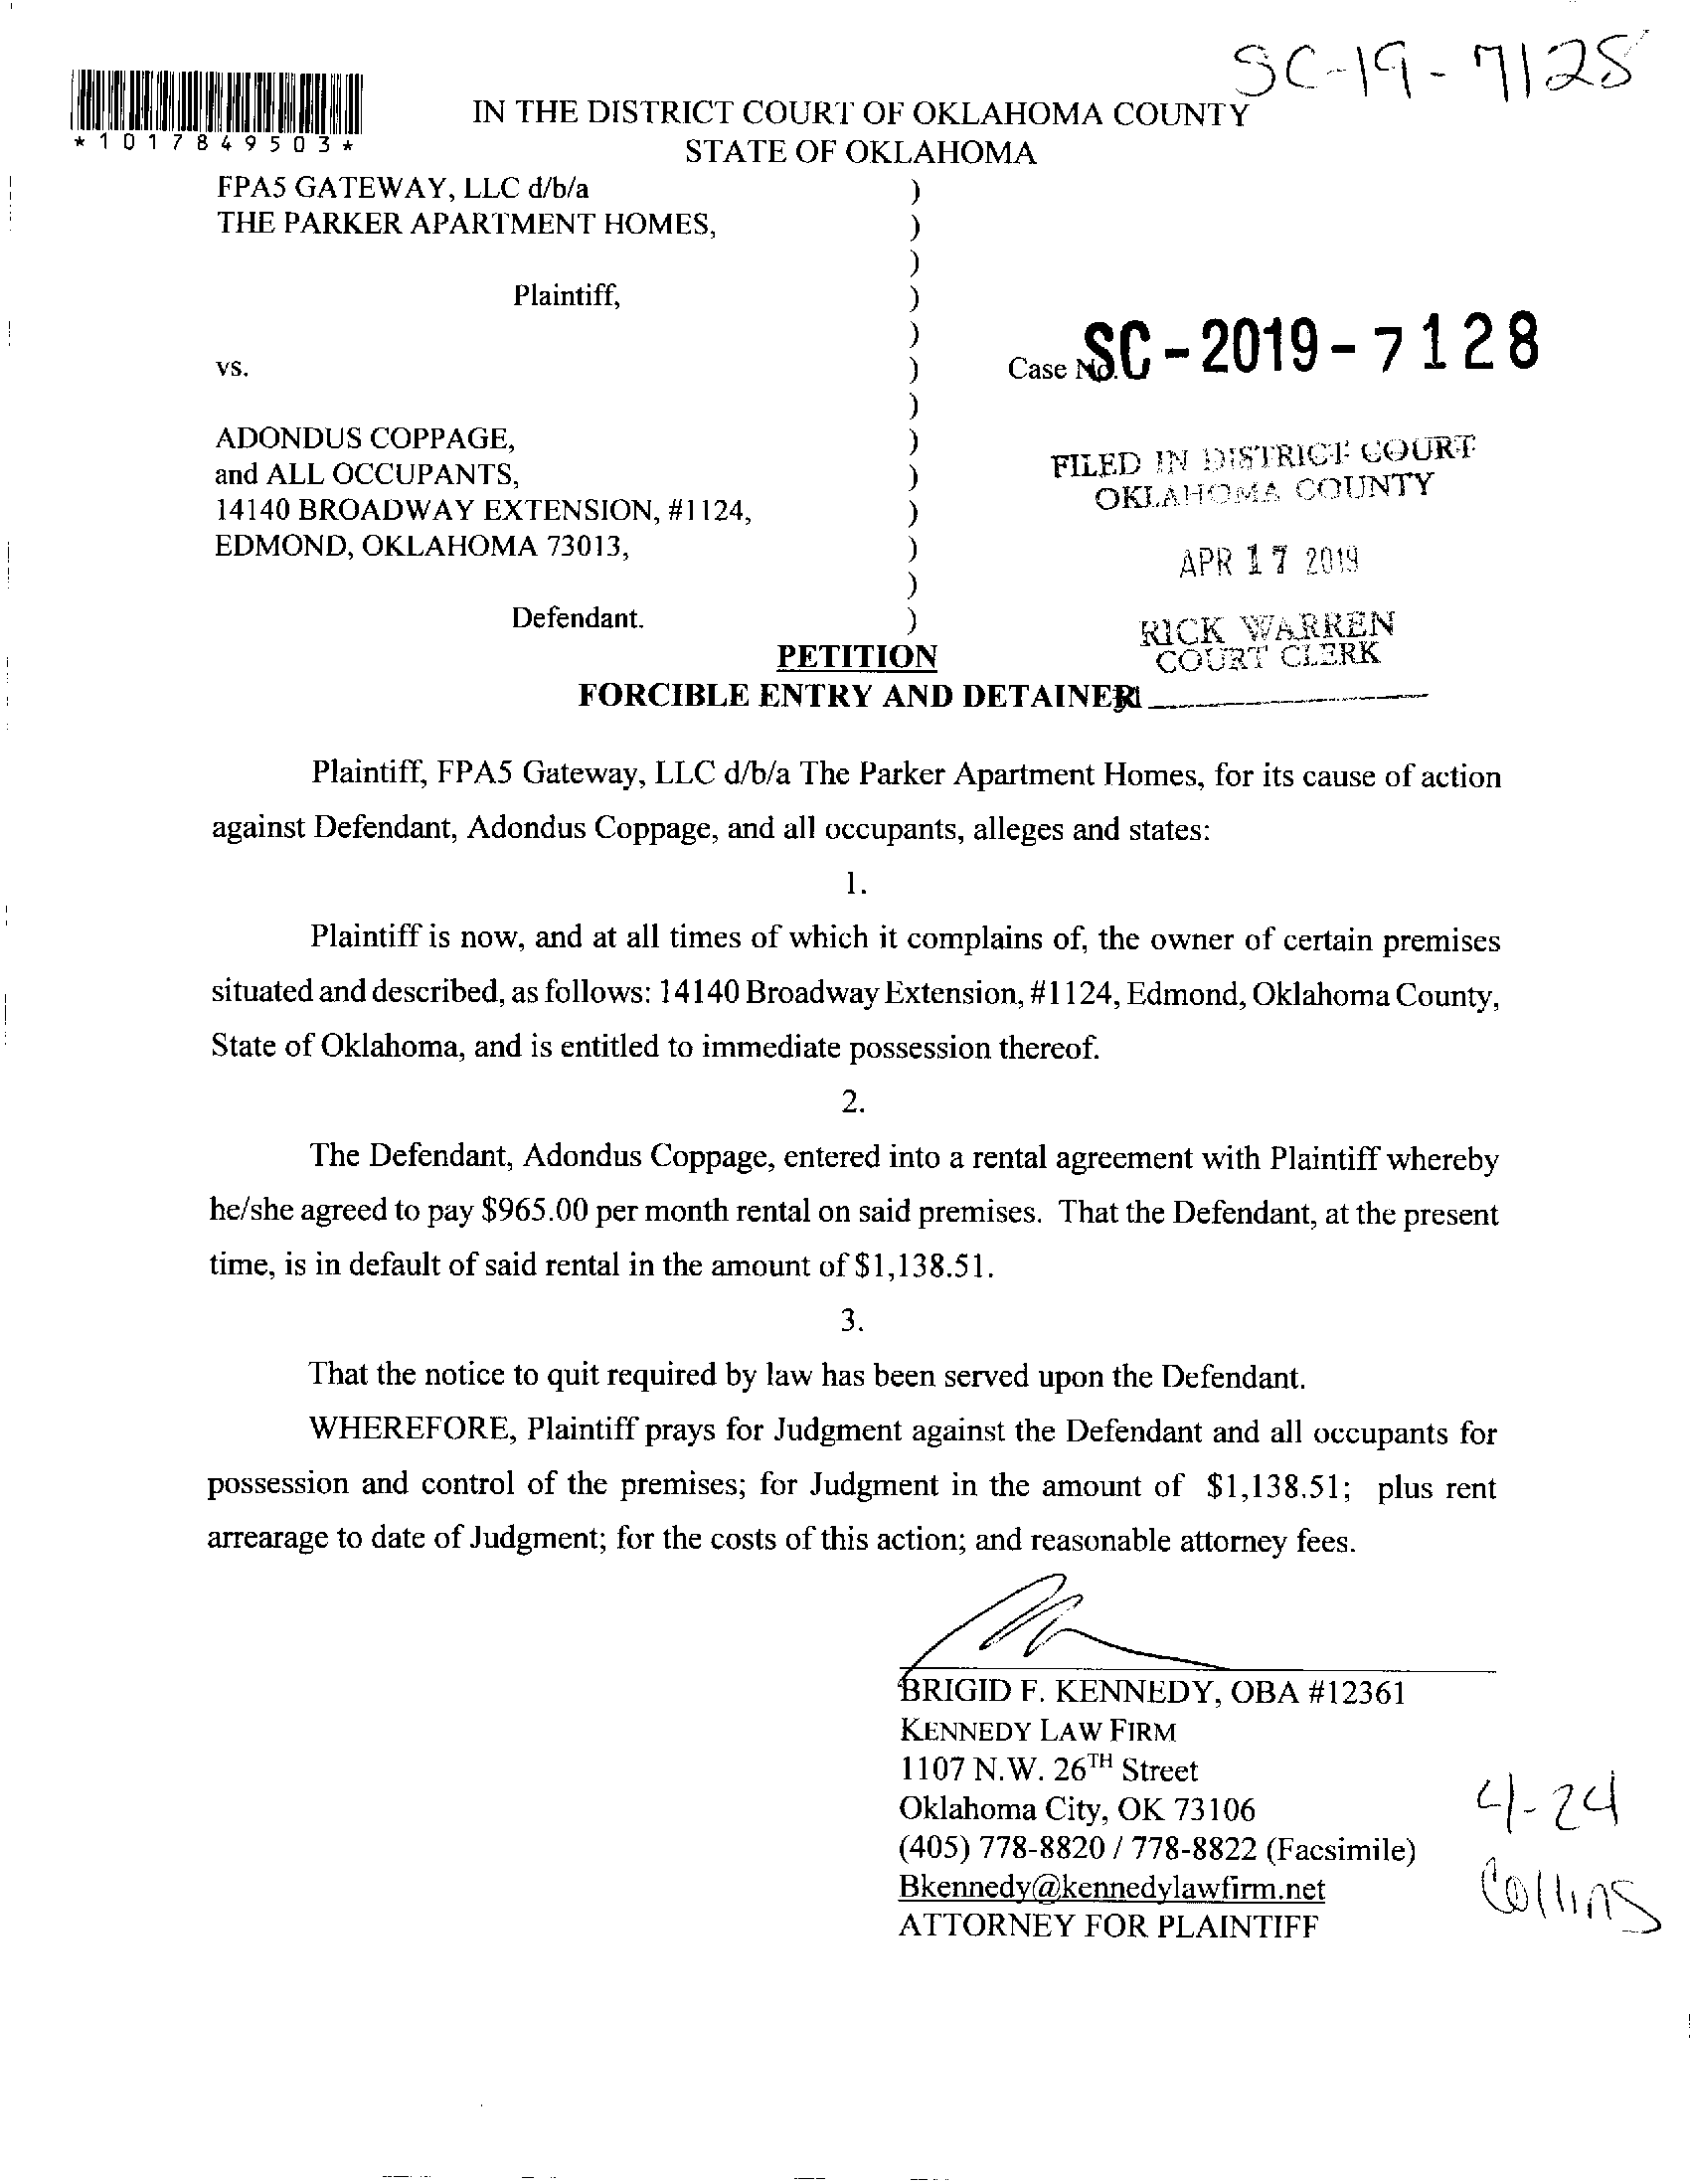 SC-19-7128
*1017849503*
IN THE DISTRICT COURT OF OKLAHOMA COUNTY
STATE OF OKLAHOMA
FPA5 GATEWAY, LLC d/b/a )
THE PARKER APARTMENT HOMES, )
)
Plaintiff, )
)
vs. ) Case No. SC-2019-7128
)
ADONDUS COPPAGE, )
and ALL OCCUPANTS, )
14140 BROADWAY EXTENSION, #1124, )
EDMOND, OKLAHOMA 73013, )
)
Defendant. )
FILED IN DISTRICT COURT
OKLAHOMA COUNTY
APR 17 2019
RICK WARREN
COURT CLERK
PETITION
FORCIBLE ENTRY AND DETAINER
Plaintiff, FPA5 Gateway, LLC d/b/a The Parker Apartment Homes, for its cause of action
against Defendant, Adondus Coppage, and all occupants, alleges and states:
1.
Plaintiff is now, and at all times of which it complains of, the owner of certain premises
situated and described, as follows: 14140 Broadway Extension, #1124, Edmond, Oklahoma County,
State of Oklahoma, and is entitled to immediate possession thereof.
2.
The Defendant, Adondus Coppage, entered into a rental agreement with Plaintiff whereby
he/she agreed to pay $965.00 per month rental on said premises. That the Defendant, at the present
time, is in default of said rental in the amount of $1,138.51.
3.
That the notice to quit required by law has been served upon the Defendant.
WHEREFORE, Plaintiff prays for Judgment against the Defendant and all occupants for
possession and control of the premises; for Judgment in the amount of $1,138.51; plus rent
arrearage to date of Judgment; for the costs of this action; and reasonable attorney fees.
BRIGID F. KENNEDY, OBA #12361
KENNEDY LAW FIRM
1107 N.W. 26TH Street
Oklahoma City, OK 73106
(405) 778-8820 / 778-8822 (Facsimile)
Bkennedy@kennedylawfirm.net
ATTORNEY FOR PLAINTIFF
4-24
Collins